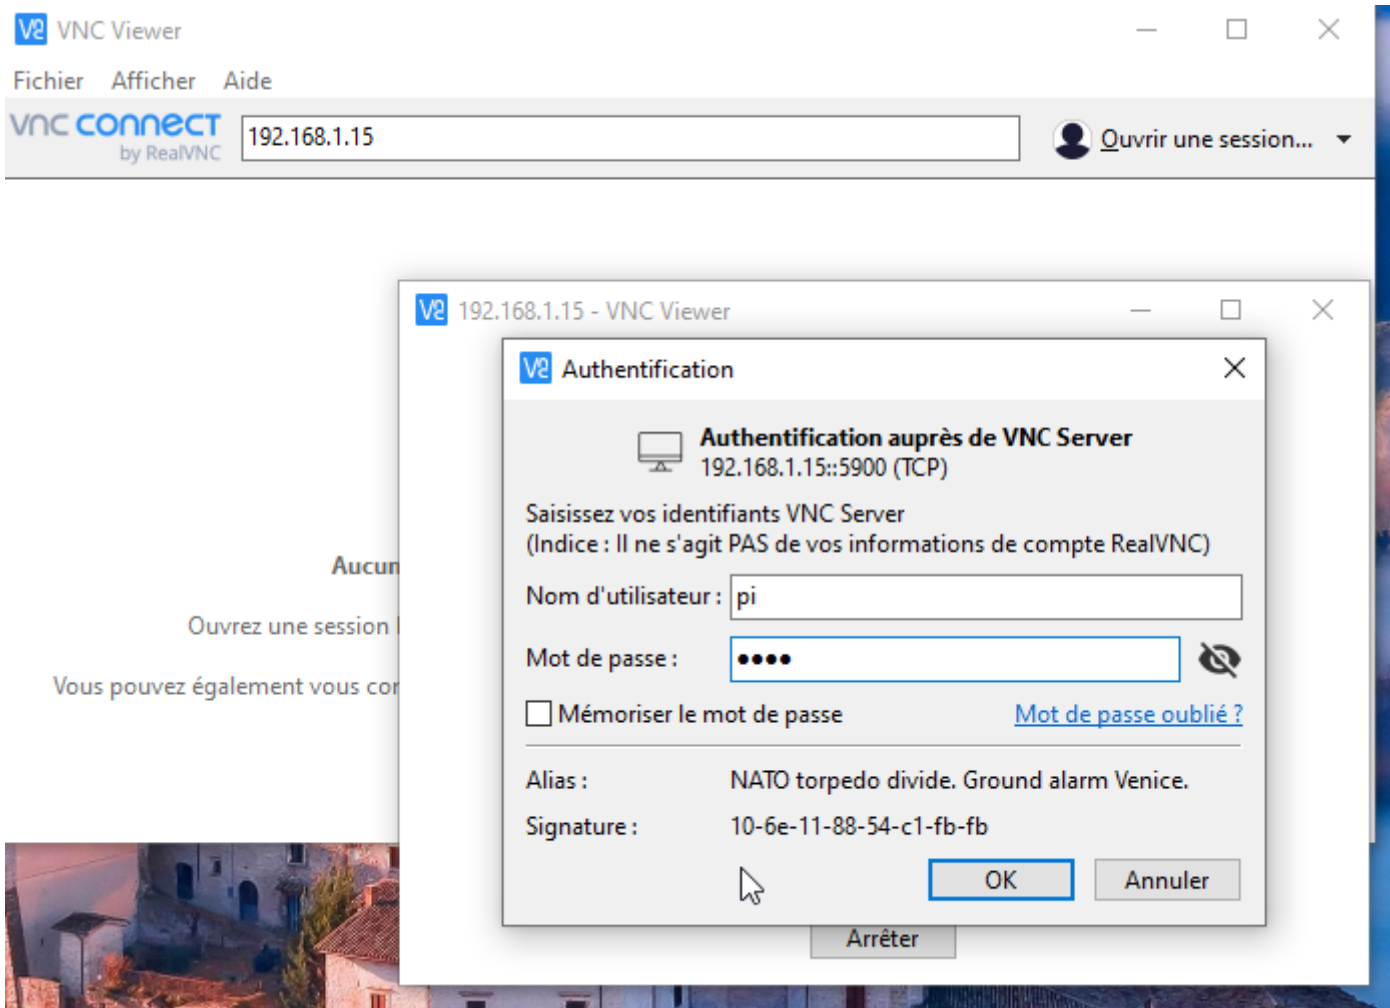 VNC Viewer
Fichier Afficher Aide
vnc connect
by RealVNC
192.168.1.15
Ouvrir une session...
192.168.1.15 - VNC Viewer
Authentification
Authentification auprès de VNC Server
192.168.1.15::5900 (TCP)
Saisissez vos identifiants VNC Server
(Indice : Il ne s'agit PAS de vos informations de compte RealVNC)
Aucun
Nom d'utilisateur : pi
Ouvrez une session
Mot de passe : ••••
Vous pouvez également vous con
Mémoriser le mot de passe Mot de passe oublié ?
Alias : NATO torpedo divide. Ground alarm Venice.
Signature : 10-6e-11-88-54-c1-fb-fb
OK Annuler
Arrêter